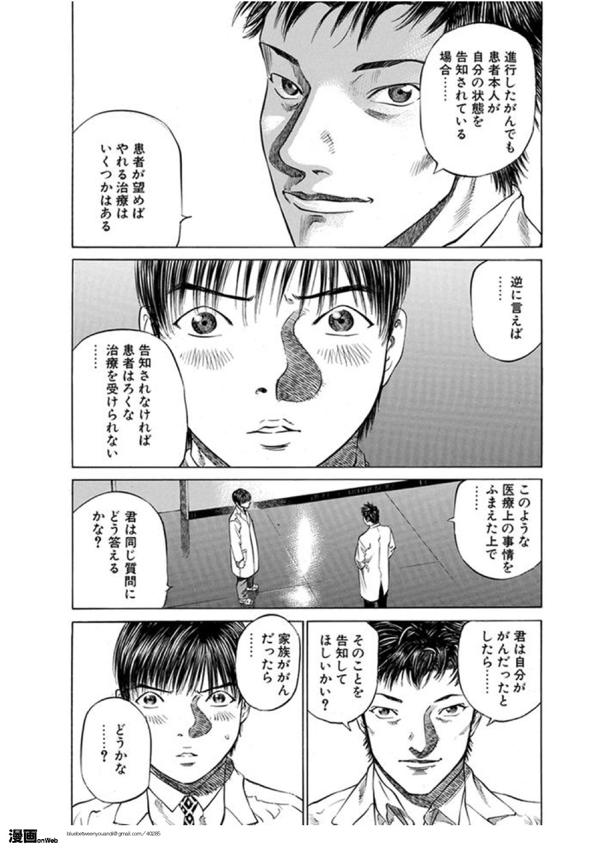 進行したがんでも
患者本人が
自分の状態を
告知されている
場合……
患者が望めば
やれる治療は
いくつかはある
逆に言えば
……
告知されなければ
患者はろくな
治療を受けられない
……
このような
医療上の事情を
ふまえた上で
……
君は同じ質問に
どう答える
かな?
君は自分が
がんだったと
したら……
そのことを
告知して
ほしいかい?
家族ががん
だったら
……
どうかな
……?
漫画 on Web
bluebetweenyouandi@gmail.com/40285